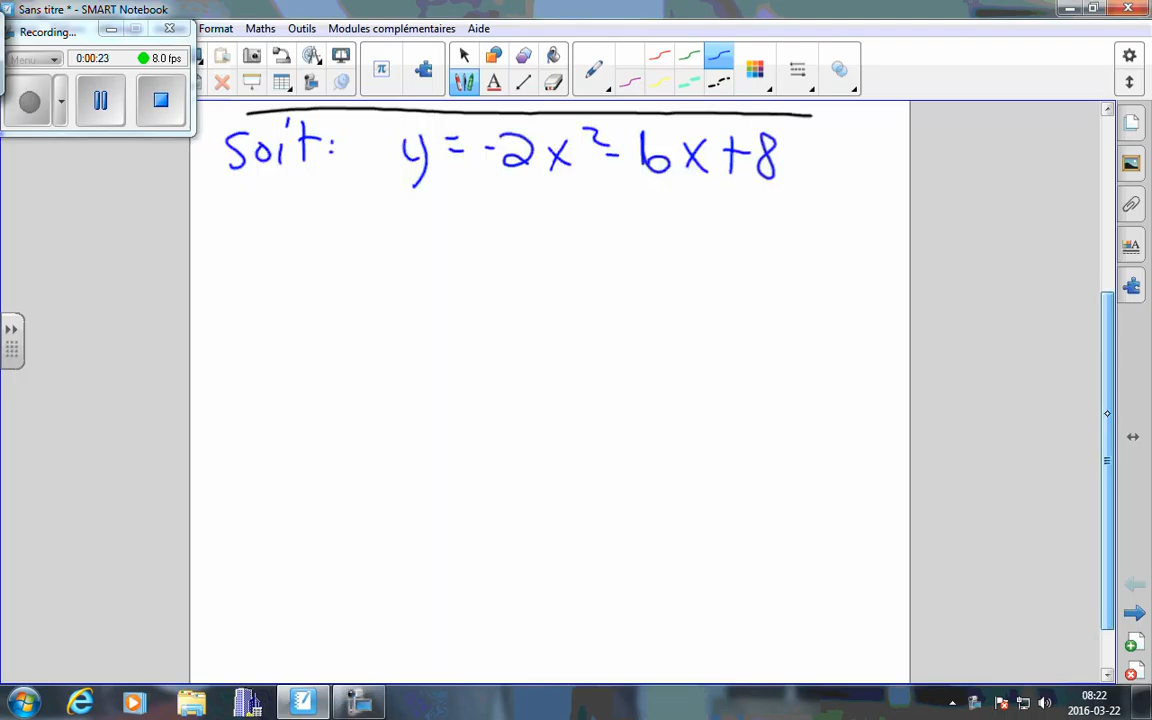 Sans titre * - SMART Notebook
Recording...
Format Maths Outils Modules complémentaires Aide
Menu 0:00:23 8.0 fps
π
A
Soit: y = -2x² - 6x + 8
08:22
2016-03-22